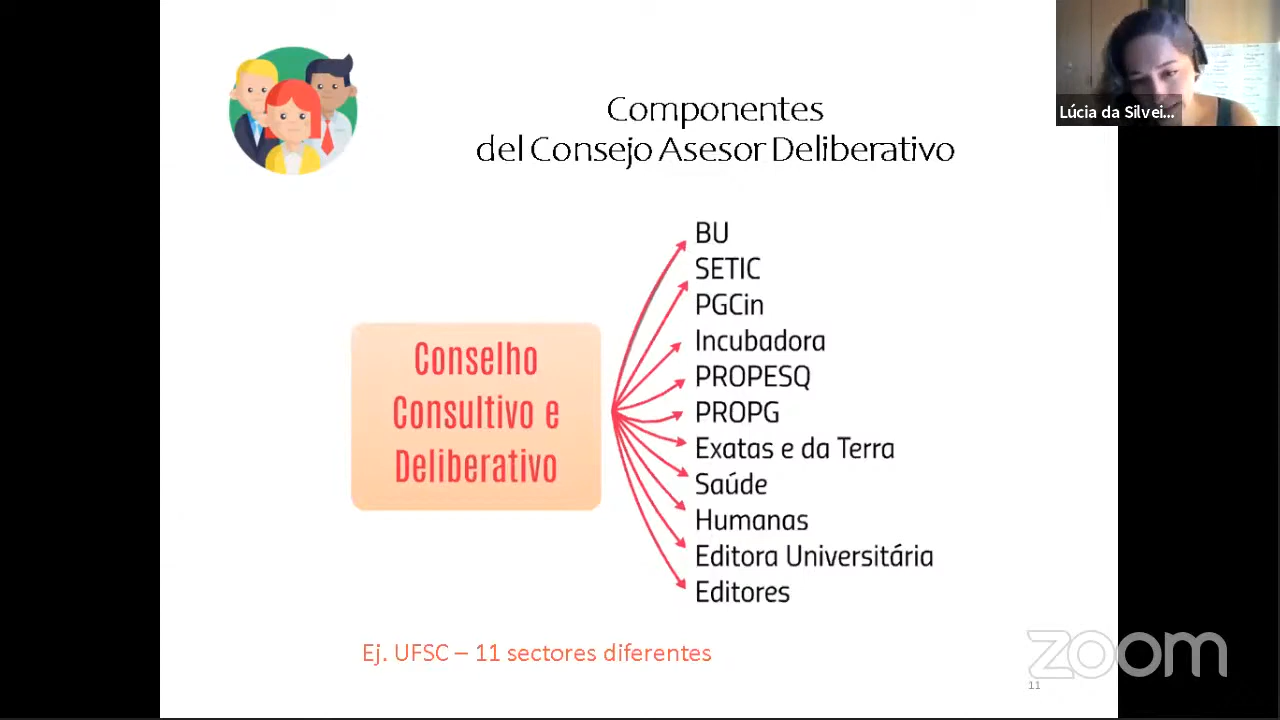 Componentes
del Consejo Asesor Deliberativo
Lúcia da Silvei...
Conselho
Consultivo e
Deliberativo
BU
SETIC
PGCin
Incubadora
PROPESQ
PROPG
Exatas e da Terra
Saúde
Humanas
Editora Universitária
Editores
Ej. UFSC – 11 sectores diferentes
zoom
11